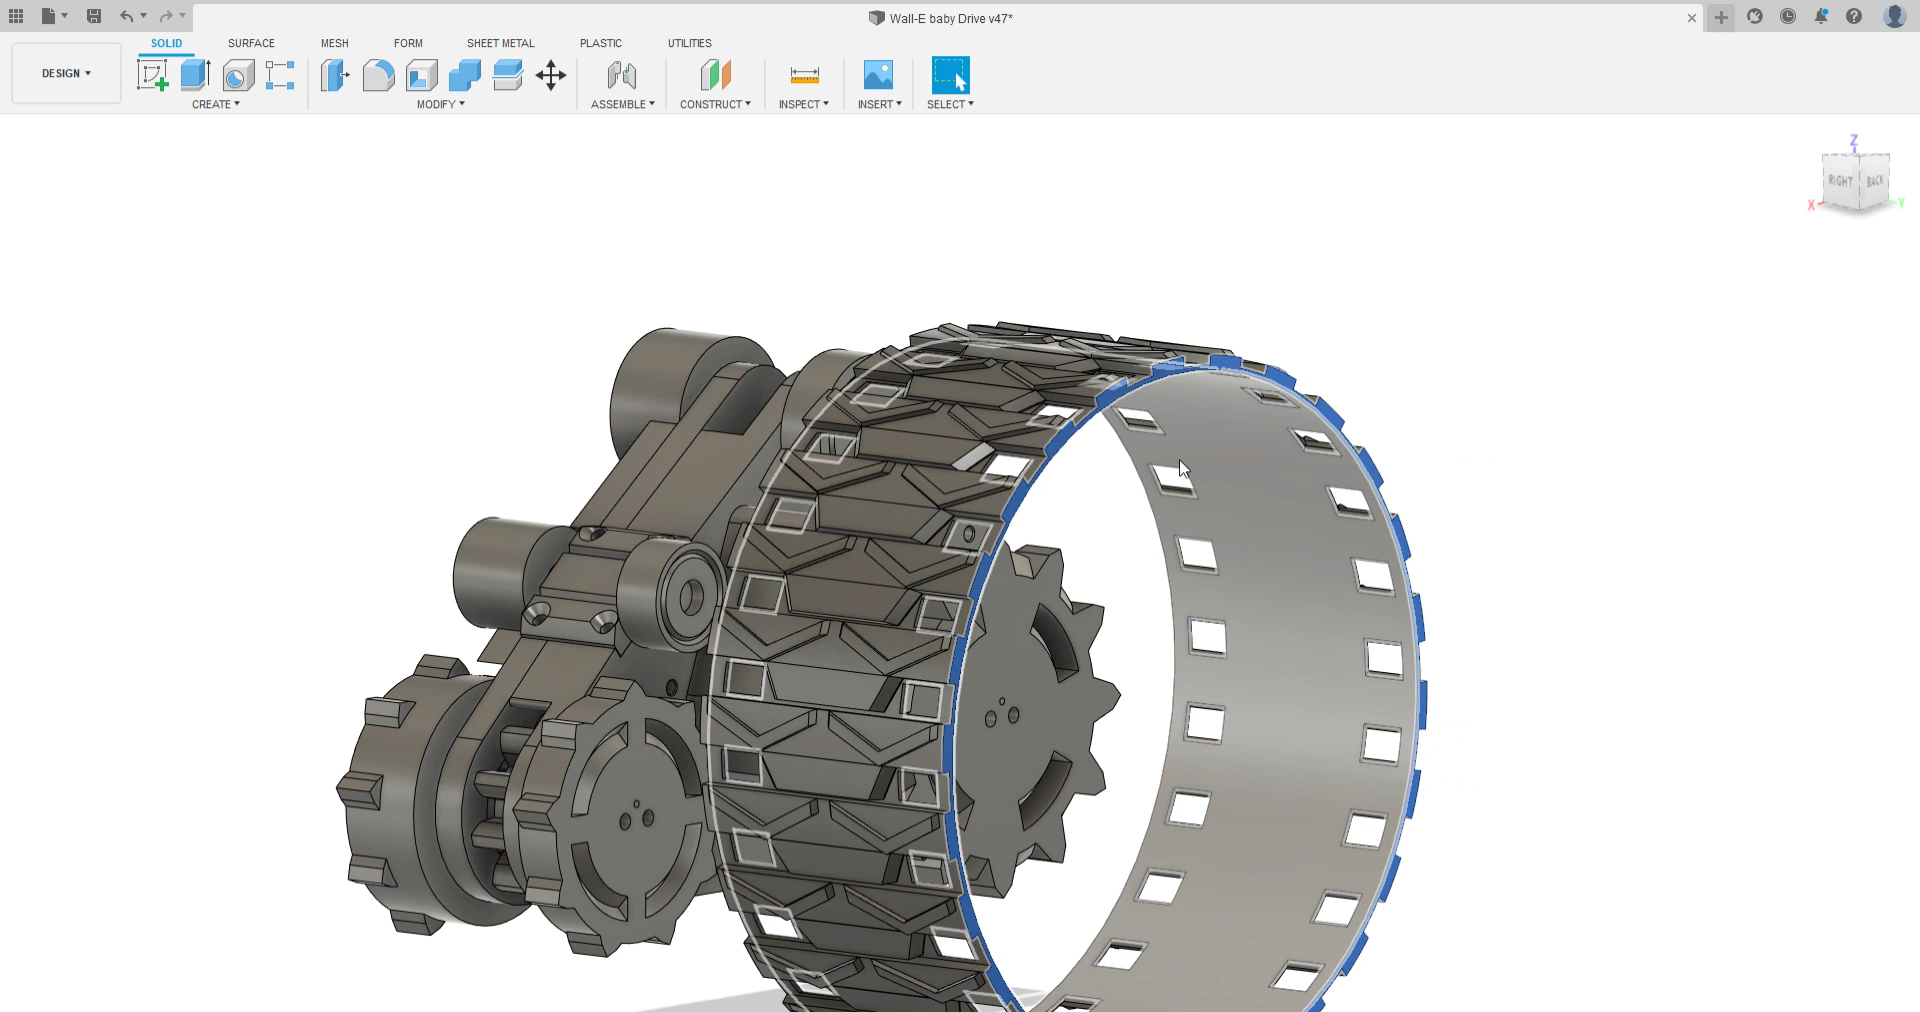 Wall-E baby Drive v47*
SOLID SURFACE MESH FORM SHEET METAL PLASTIC UTILITIES
DESIGN
CREATE MODIFY ASSEMBLE CONSTRUCT INSPECT INSERT SELECT
Z
RIGHT BACK
X Y